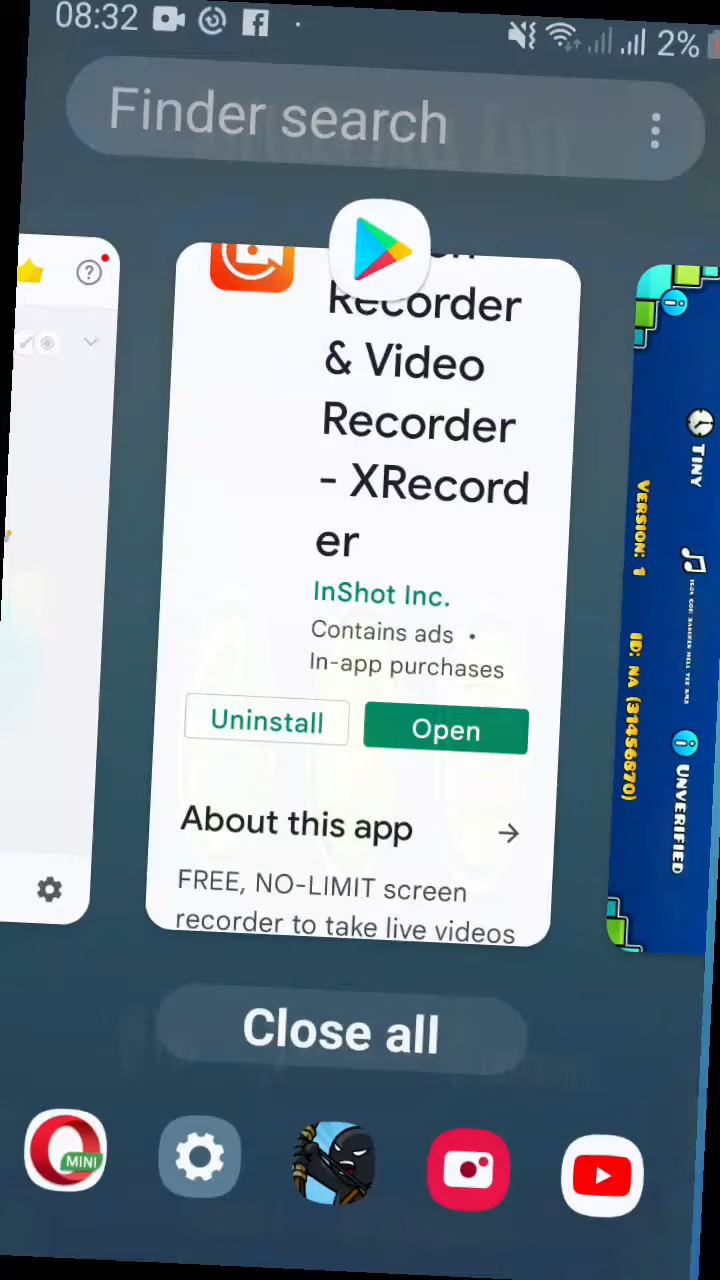 08:32
2%
Finder search
Recorder
& Video
Recorder
- XRecord
er
InShot Inc.
Contains ads •
In-app purchases
Uninstall
Open
About this app
FREE, NO-LIMIT screen
recorder to take live videos
TINY
VERSION: 1
ID: NA (31456870)
UNVERIFIED
Close all
MINI